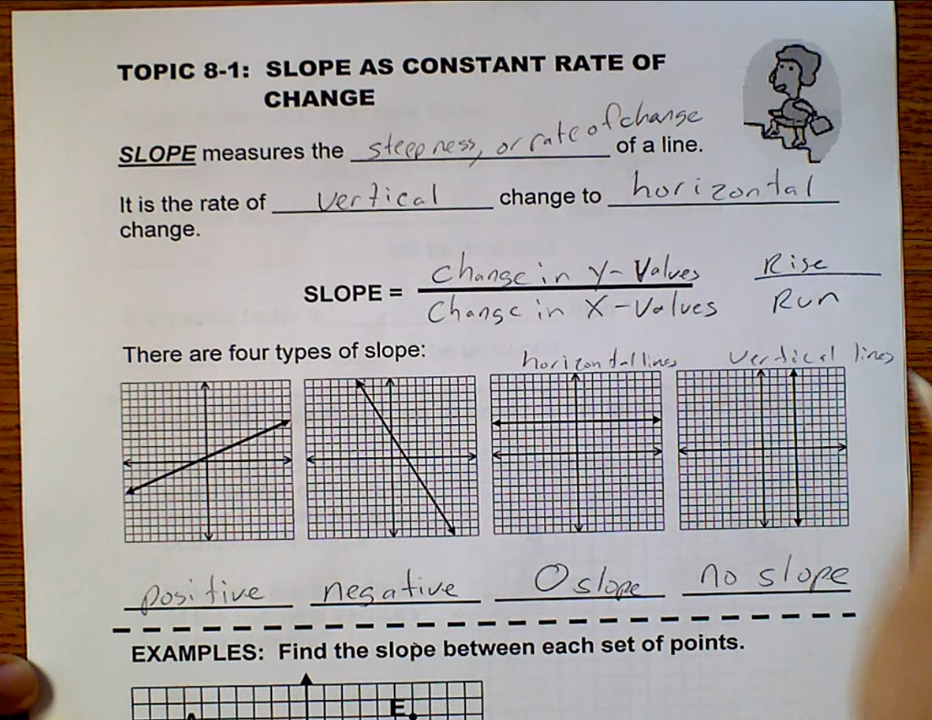 TOPIC 8-1: SLOPE AS CONSTANT RATE OF
CHANGE
SLOPE measures the steepness, or rate of change of a line.
It is the rate of vertical change to horizontal
change.
SLOPE = Change in Y-Values Rise
Change in X-Values Run
There are four types of slope:
horizontal lines vertical lines
positive negative 0 slope no slope
EXAMPLES: Find the slope between each set of points.
E